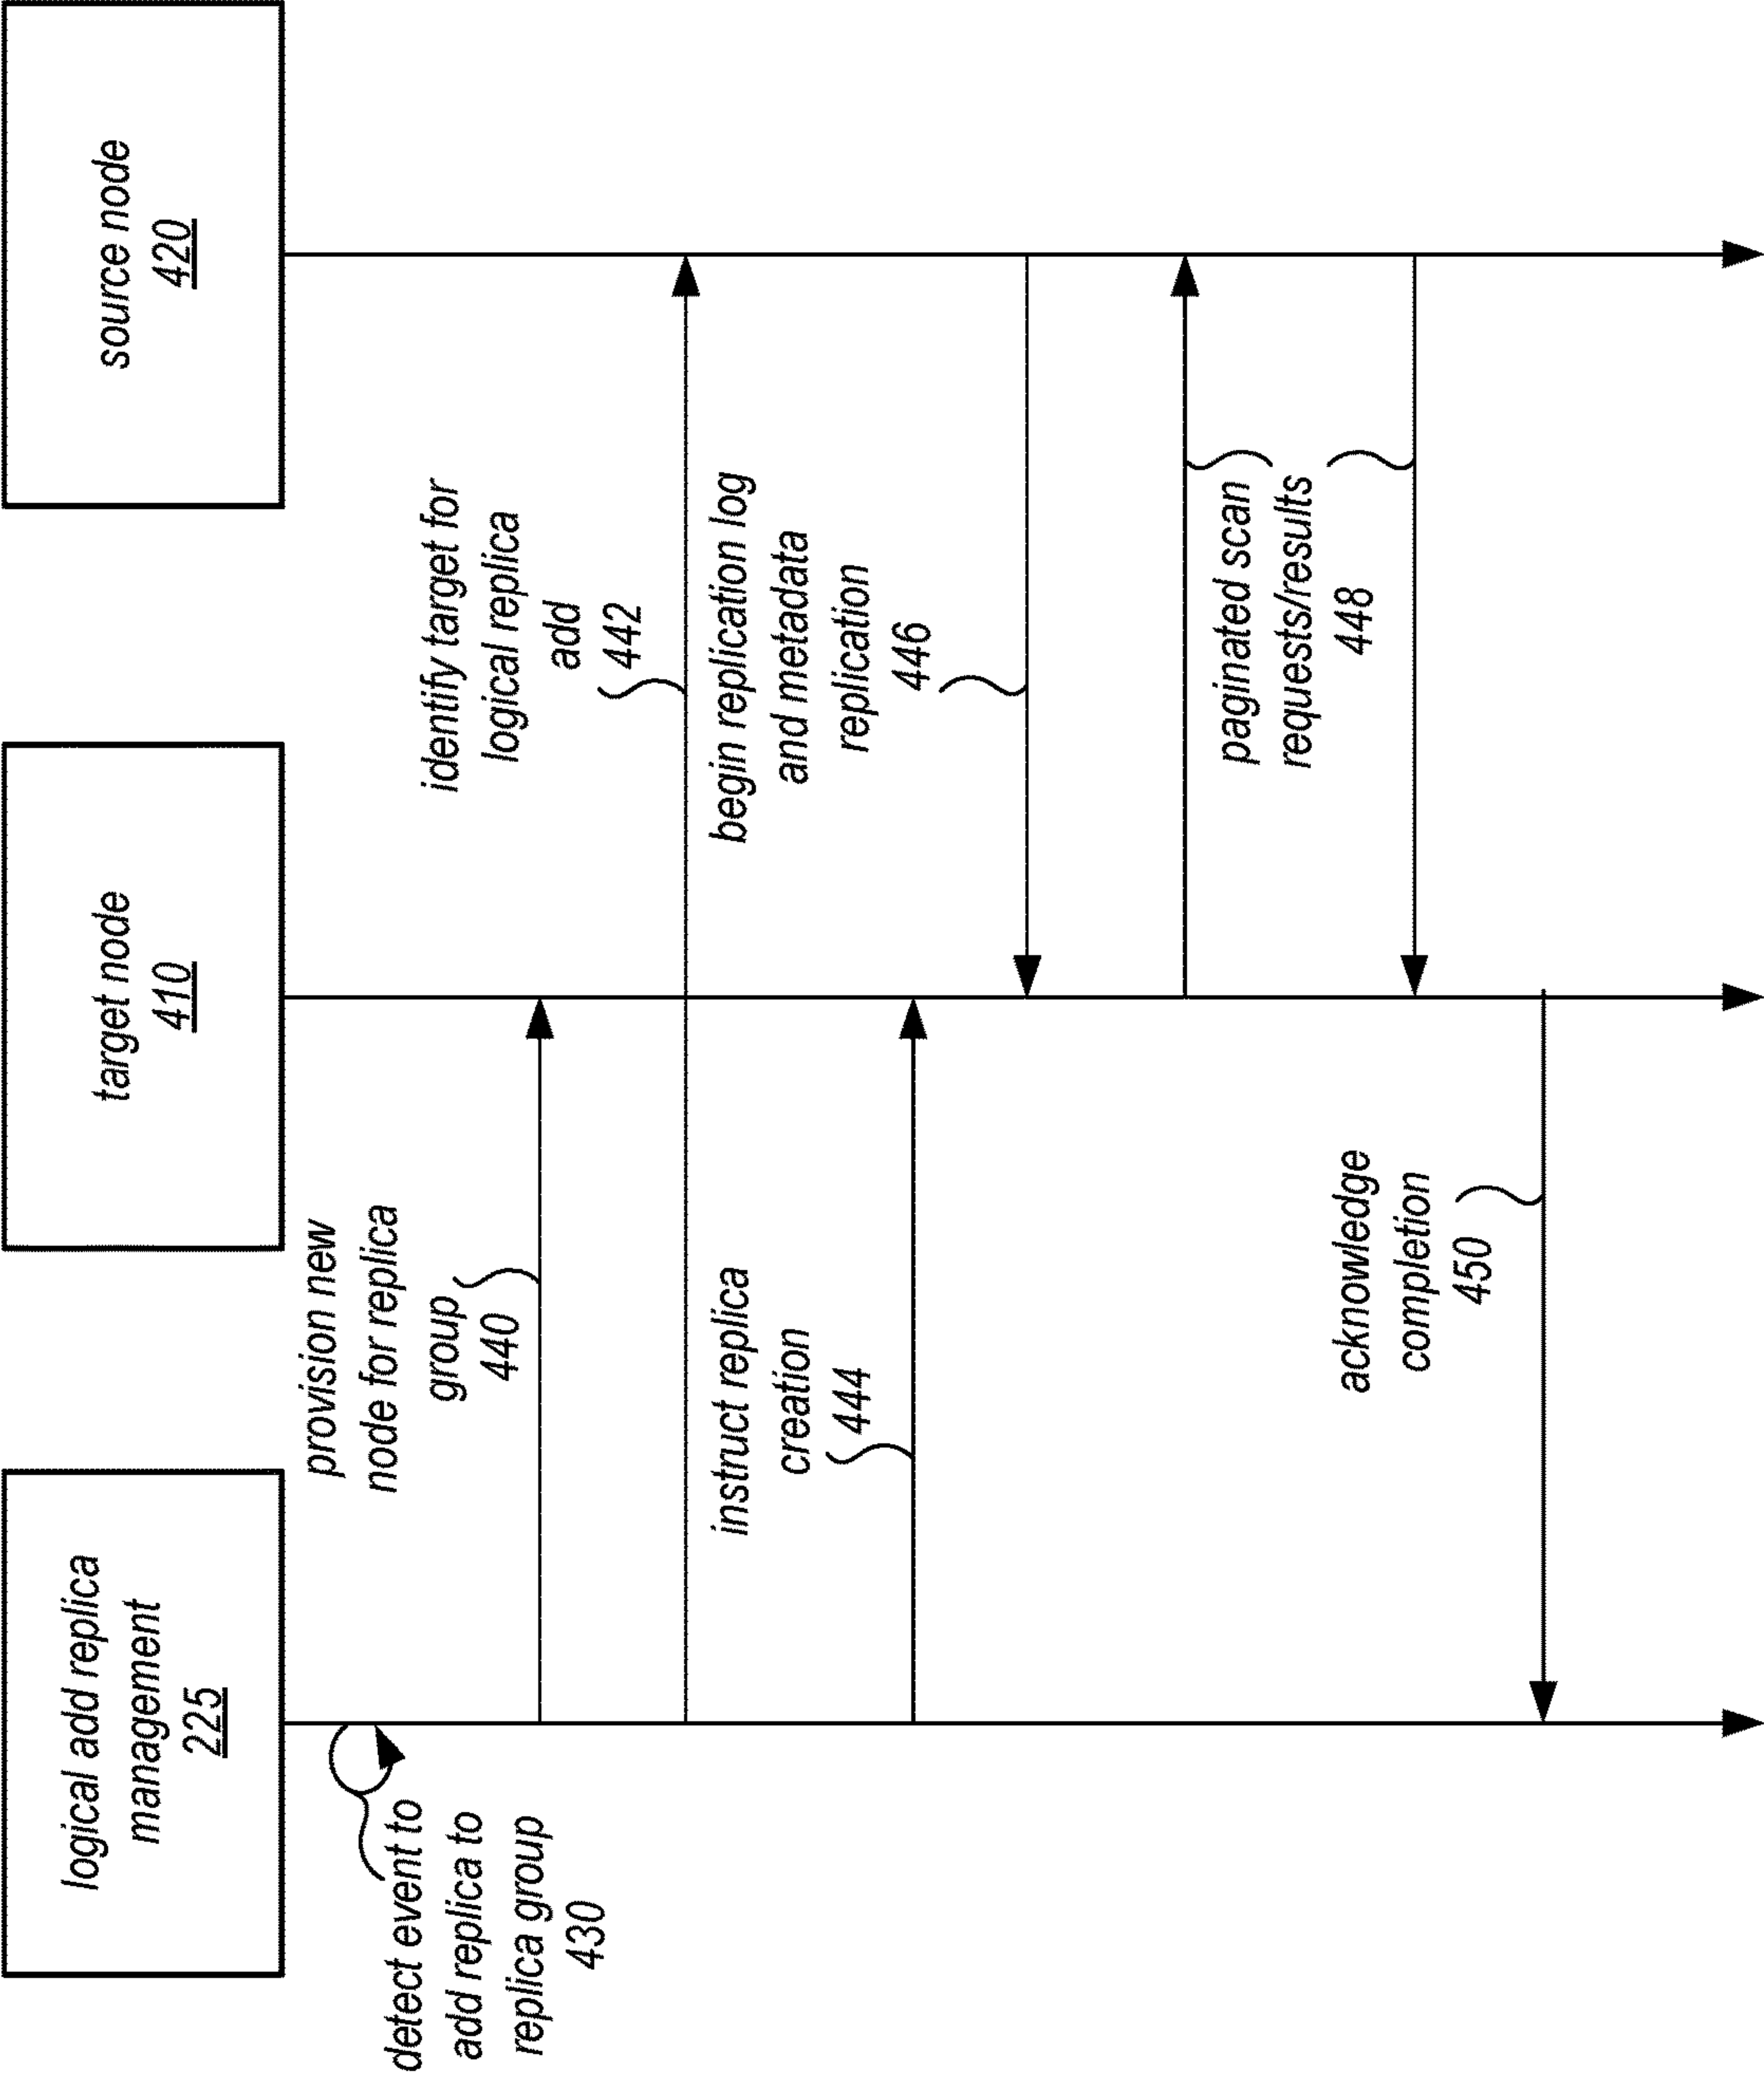 logical add replica
management
225
target node
410
source node
420
detect event to
add replica to
replica group
430
provision new
node for replica
group
440
identify target for
logical replica
add
442
instruct replica
creation
444
begin replication log
and metadata
replication
446
paginated scan
requests/results
448
acknowledge
completion
450